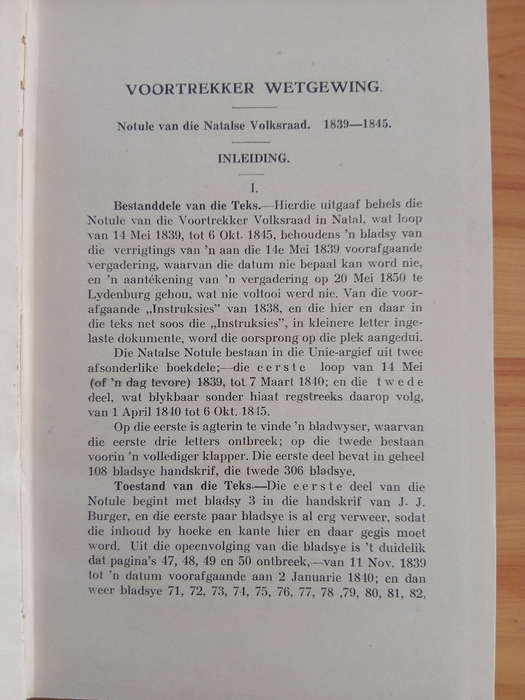 VOORTREKKER WETGEWING.
Notule van die Natalse Volksraad. 1839—1845.
INLEIDING.
I.
Bestanddele van die Teks.—Hierdie uitgaaf behels die
Notule van die Voortrekker Volksraad in Natal, wat loop
van 14 Mei 1839, tot 6 Okt. 1845, behoudens 'n bladsy van
die verrigtings van 'n aan die 14e Mei 1839 voorafgaande
vergadering, waarvan die datum nie bepaal kan word nie,
en 'n aantékening van 'n vergadering op 20 Mei 1850 te
Lydenburg gehou, wat nie voltooi werd nie. Van die voor-
afgaande „Instruksies” van 1838, en die hier en daar in
die teks net soos die „Instruksies”, in kleinere letter inge-
laste dokumente, word die oorsprong op die plek aangedui.
Die Natalse Notule bestaan in die Unie-argief uit twee
afsonderlike boekdele;—die eerste loop van 14 Mei
(of 'n dag tevore) 1839, tot 7 Maart 1840; en die twede
deel, wat blykbaar sonder hiaat regstreeks daarop volg,
van 1 April 1840 tot 6 Okt. 1845.
Op die eerste is agterin te vinde 'n bladwyser, waarvan
die eerste drie letters ontbreek; op die twede bestaan
voorin 'n vollediger klapper. Die eerste deel bevat in geheel
108 bladsye handskrif, die twede 306 bladsye.
Toestand van die Teks.—Die eerste deel van die
Notule begint met bladsy 3 in die handskrif van J. J.
Burger, en die eerste paar bladsye is al erg verweer, sodat
die inhoud by hoeke en kante hier en daar gegis moet
word. Uit die opeenvolging van die bladsye is 't duidelik
dat pagina's 47, 48, 49 en 50 ontbreek,—van 11 Nov. 1839
tot 'n datum voorafgaande aan 2 Januarie 1840; en dan
weer bladsye 71, 72, 73, 74, 75, 76, 77, 78 ,79, 80, 81, 82,